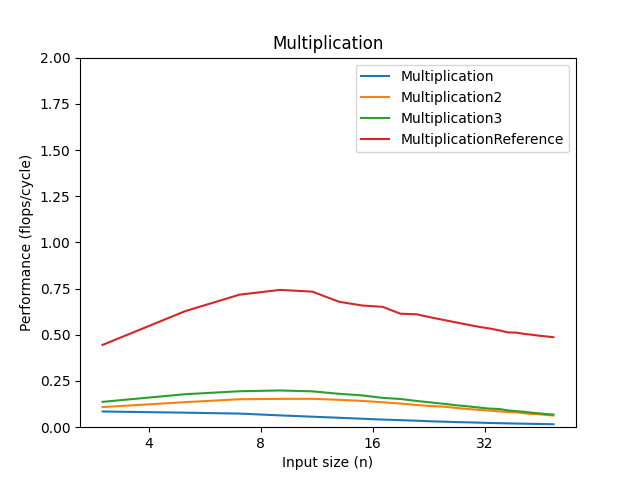 Multiplication
2.00
1.75
1.50
1.25
1.00
0.75
0.50
0.25
0.00
Performance (flops/cycle)
Multiplication
Multiplication2
Multiplication3
MultiplicationReference
4 8 16 32
Input size (n)